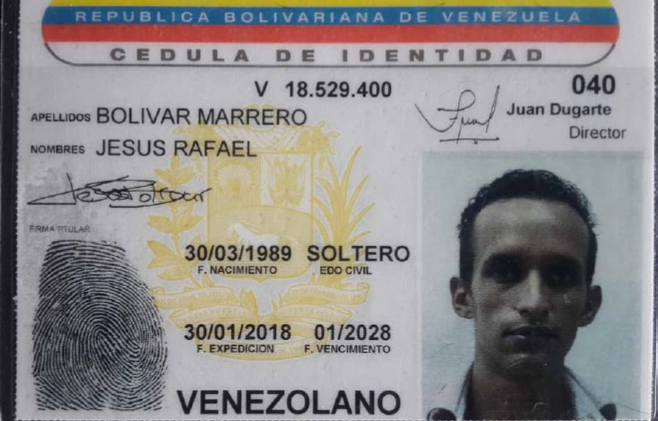 REPUBLICA BOLIVARIANA DE VENEZUELA
CEDULA DE IDENTIDAD
V 18.529.400
040
APELLIDOS BOLIVAR MARRERO
Juan Dugarte
Director
NOMBRES JESUS RAFAEL
FIRMA TITULAR
30/03/1989 SOLTERO
F. NACIMIENTO EDO CIVIL
30/01/2018 01/2028
F. EXPEDICION F. VENCIMIENTO
VENEZOLANO